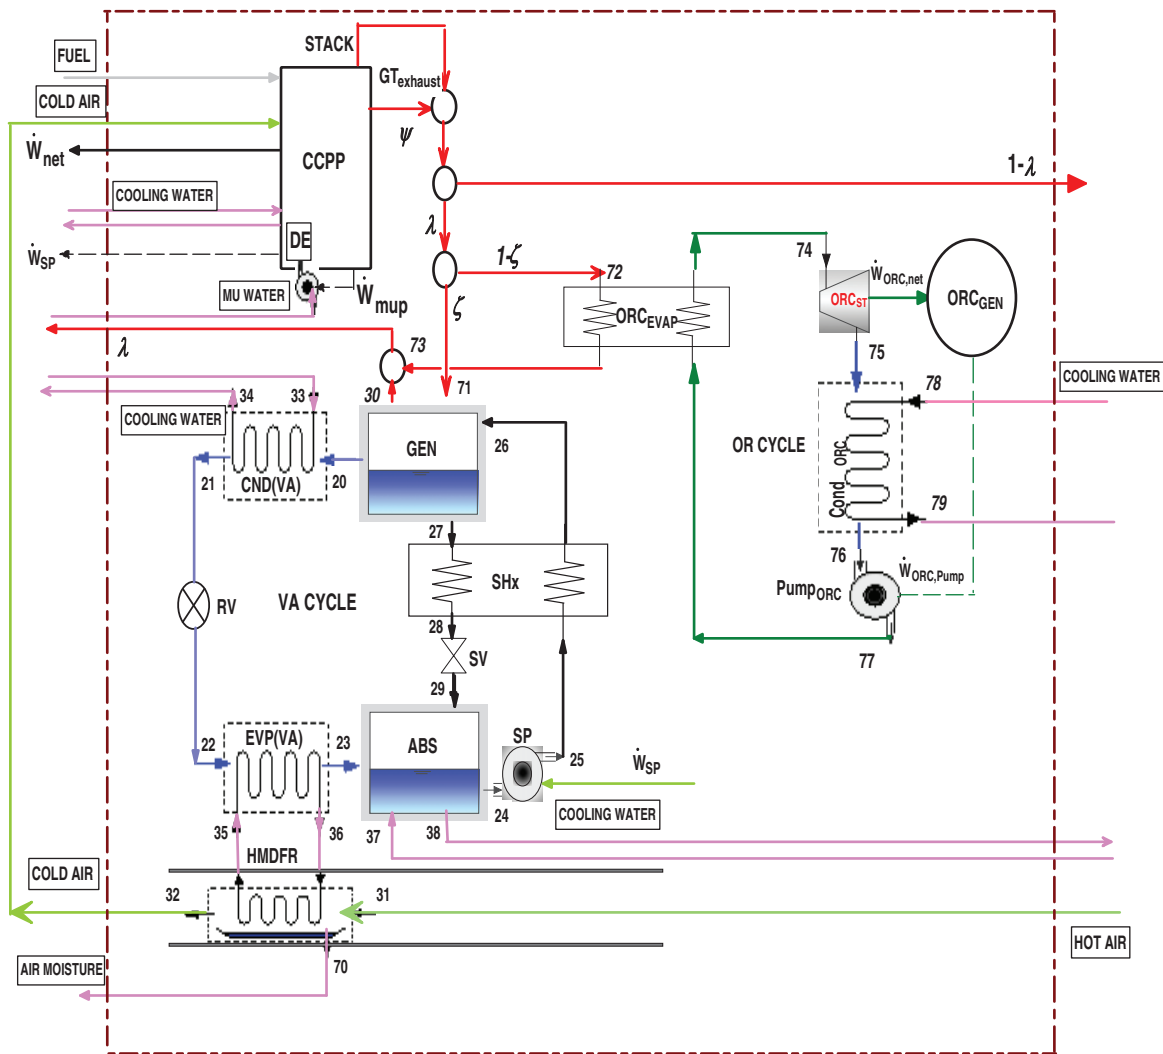 STACK
FUEL
GT exhaust
COLD AIR
ψ
Ẇnet
CCPP
1-λ
COOLING WATER
λ
DE
ẆSP
1-ζ
72
74
ẆORC,net
MU WATER
Ẇmup
ζ
ORCEVAP
ORCST
ORCGEN
λ
73
75
30
71
78
COOLING WATER
34
33
COOLING WATER
GEN
26
OR CYCLE
Cond ORC
21
20
CND(VA)
79
27
76
ẆORC,Pump
SHx
PumpORC
RV
VA CYCLE
28
SV
77
29
EVP(VA)
22
23
ABS
SP
25
ẆSP
24
COOLING WATER
35
36
37
38
HMDFR
COLD AIR
32
31
HOT AIR
AIR MOISTURE
70